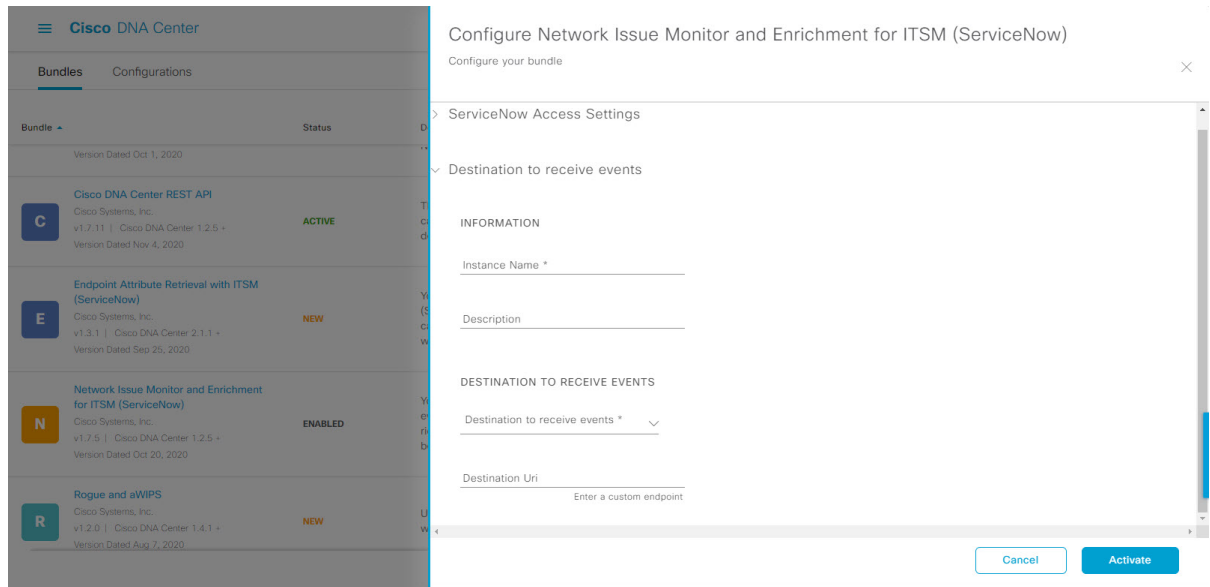 Cisco DNA Center
Bundles Configurations
Bundle Status
Version Dated Oct 1, 2020
C
Cisco DNA Center REST API
Cisco Systems, Inc.
v1.7.11 | Cisco DNA Center 1.2.5 +
Version Dated Nov 4, 2020
ACTIVE
E
Endpoint Attribute Retrieval with ITSM
(ServiceNow)
Cisco Systems, Inc.
v1.3.1 | Cisco DNA Center 2.1.1 +
Version Dated Sep 25, 2020
NEW
N
Network Issue Monitor and Enrichment
for ITSM (ServiceNow)
Cisco Systems, Inc.
v1.7.5 | Cisco DNA Center 1.2.5 +
Version Dated Oct 20, 2020
ENABLED
R
Rogue and aWIPS
Cisco Systems, Inc.
v1.2.0 | Cisco DNA Center 1.4.1 +
Version Dated Aug 7, 2020
NEW
Configure Network Issue Monitor and Enrichment for ITSM (ServiceNow)
Configure your bundle
ServiceNow Access Settings
Destination to receive events
INFORMATION
Instance Name *
Description
DESTINATION TO RECEIVE EVENTS
Destination to receive events *
Destination Uri
Enter a custom endpoint
Cancel Activate